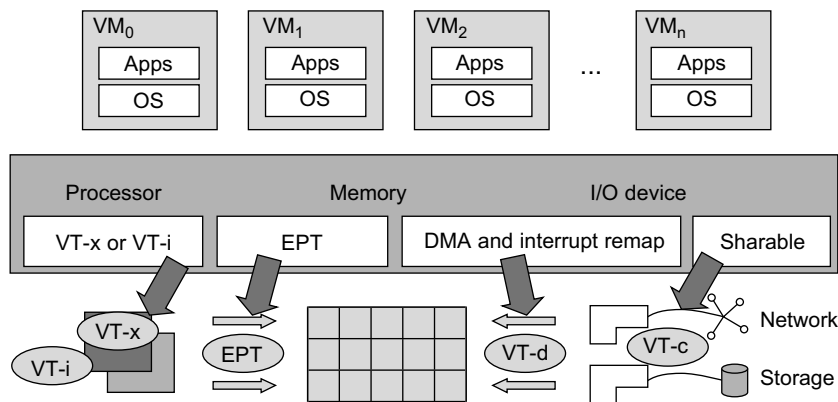 VM0 VM1 VM2 VMn
Apps Apps Apps ... Apps
OS OS OS OS
Processor Memory I/O device
VT-x or VT-i EPT DMA and interrupt remap Sharable
VT-x Network
VT-i EPT VT-d VT-c
Storage